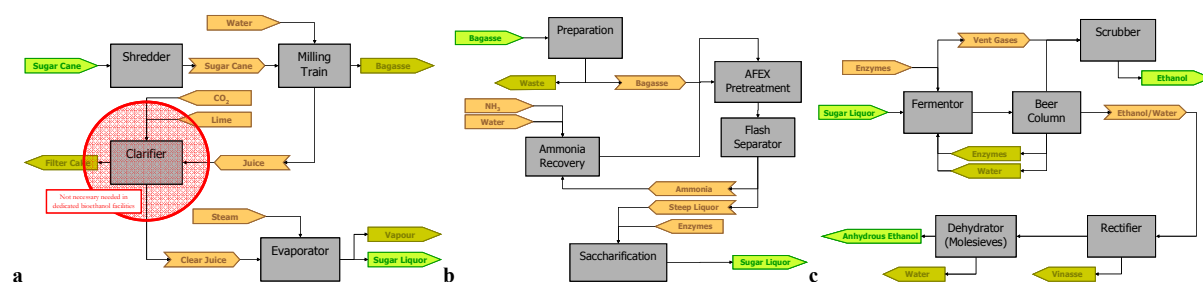 Water
Shredder
Milling
Train
Sugar Cane
Sugar Cane
Bagasse
CO2
Lime
Clarifier
Filter Cake
Juice
Not necessary needed in
dedicated bioethanol facilities
Steam
Evaporator
Vapour
Clear Juice
Sugar Liquor
a
Preparation
Bagasse
Waste
Bagasse
AFEX
Pretreatment
NH3
Water
Flash
Separator
Ammonia
Recovery
Ammonia
Steep Liquor
Enzymes
Saccharification
Sugar Liquor
b
Vent Gases
Scrubber
Enzymes
Ethanol
Fermentor
Beer
Column
Sugar Liquor
Ethanol/Water
Enzymes
Water
Anhydrous Ethanol
Dehydrator
(Molesieves)
Rectifier
Water
Vinasse
c